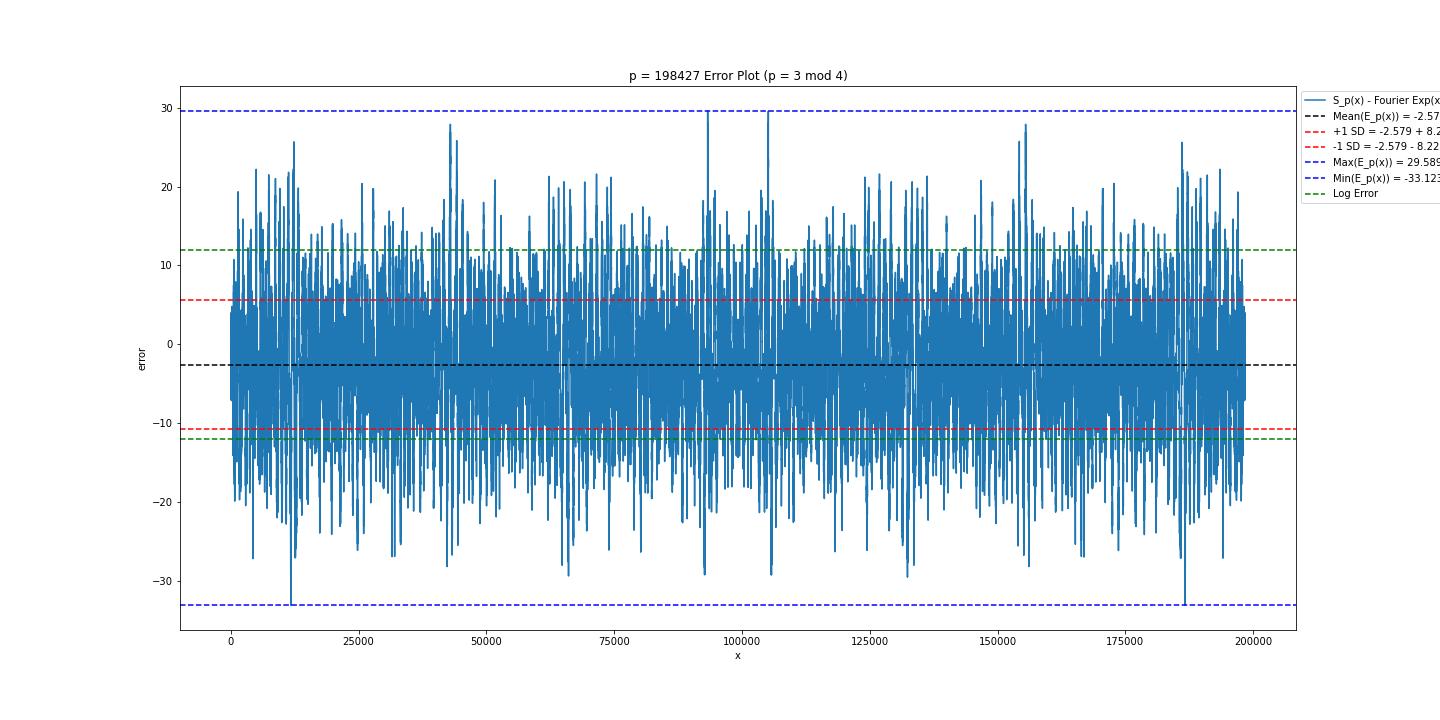 p = 198427 Error Plot (p = 3 mod 4)
30
20
10
0
−10
−20
−30
error
0
25000
50000
75000
100000
125000
150000
175000
200000
x
S_p(x) - Fourier Exp(x
Mean(E_p(x)) = -2.57
+1 SD = -2.579 + 8.2
-1 SD = -2.579 - 8.22
Max(E_p(x)) = 29.589
Min(E_p(x)) = -33.123
Log Error